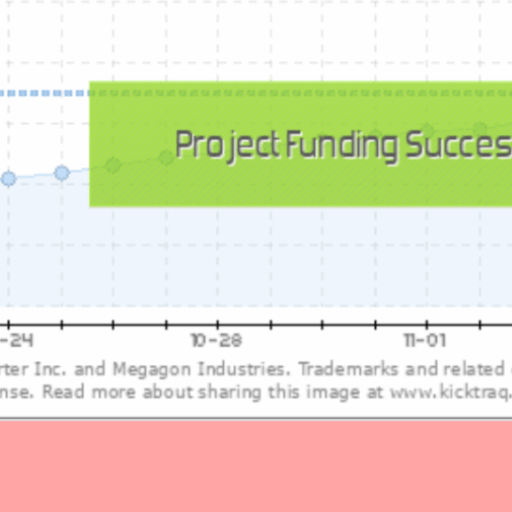 Project Funding Succes
-24 10-28 11-01
rter Inc. and Megagon Industries. Trademarks and related
nse. Read more about sharing this image at www.kicktraq.